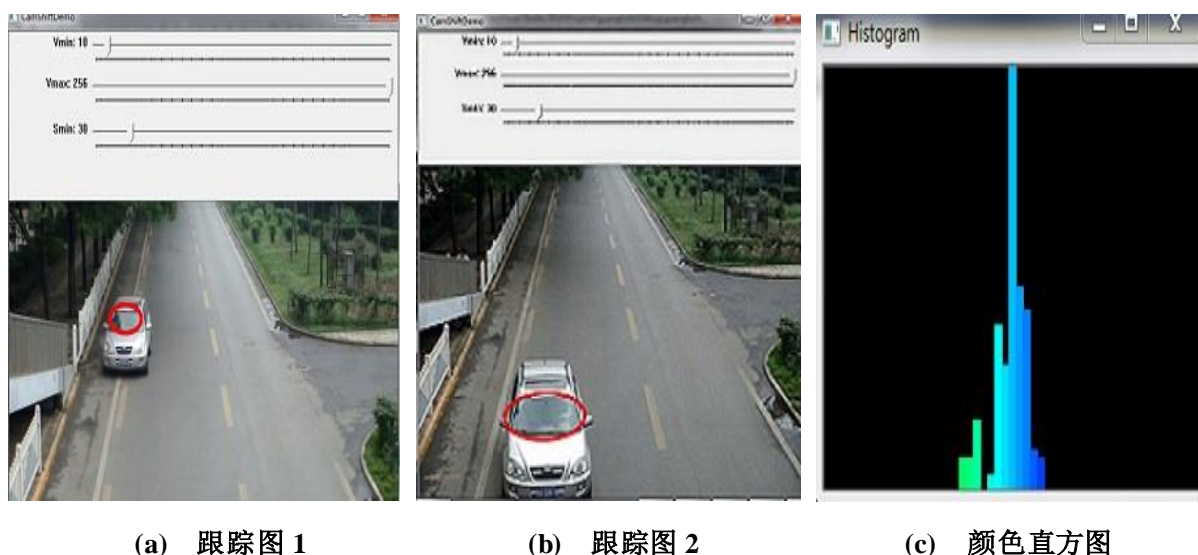 CamShiftDemo
Vmin: 10
Vmax: 256
Smin: 30
CamShiftDemo
Vmin: 10
Vmax: 256
Smin: 30
Histogram
(a) 跟踪图 1
(b) 跟踪图 2
(c) 颜色直方图